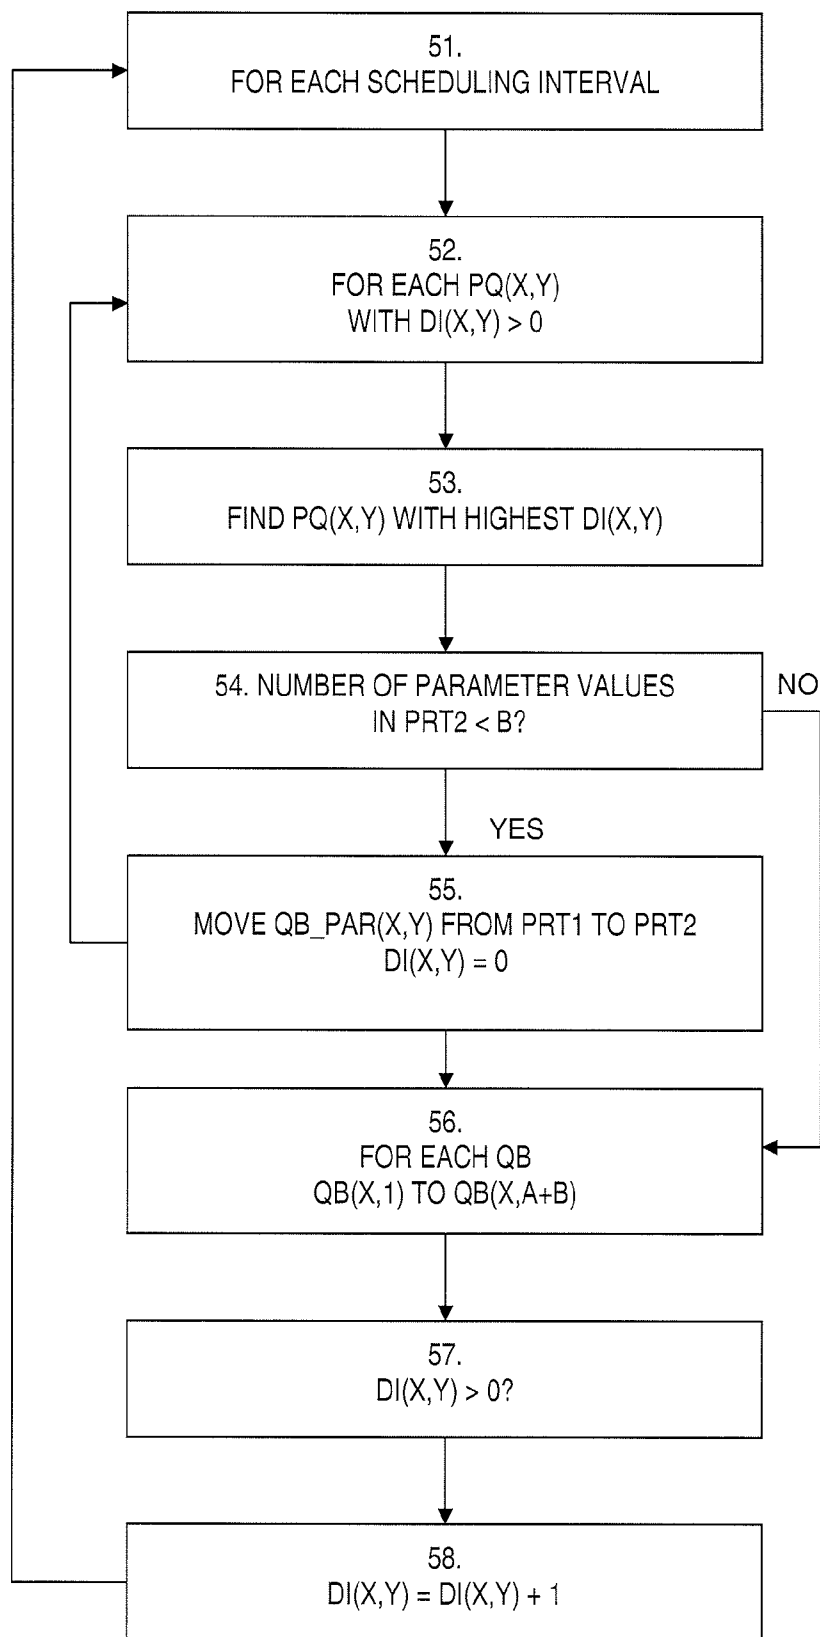 51.
FOR EACH SCHEDULING INTERVAL
52.
FOR EACH PQ(X,Y)
WITH DI(X,Y) > 0
53.
FIND PQ(X,Y) WITH HIGHEST DI(X,Y)
54. NUMBER OF PARAMETER VALUES
IN PRT2 < B?
NO
YES
55.
MOVE QB_PAR(X,Y) FROM PRT1 TO PRT2
DI(X,Y) = 0
56.
FOR EACH QB
QB(X,1) TO QB(X,A+B)
57.
DI(X,Y) > 0?
58.
DI(X,Y) = DI(X,Y) + 1